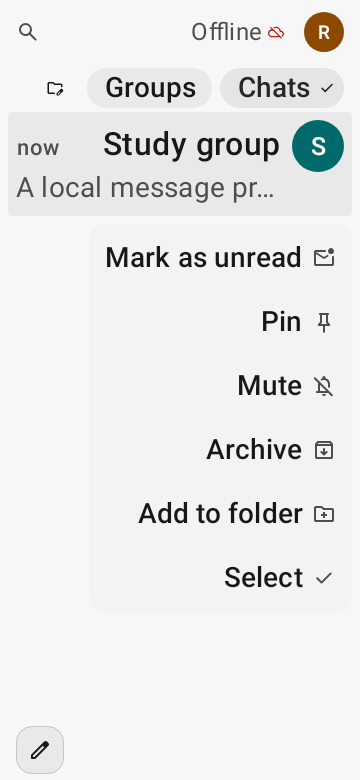 Offline
R
Groups
Chats
now
Study group
S
A local message pr…
Mark as unread
Pin
Mute
Archive
Add to folder
Select